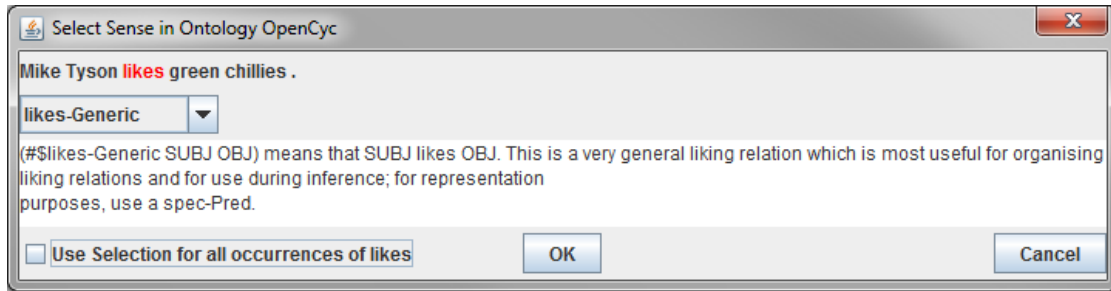 Select Sense in Ontology OpenCyc
Mike Tyson likes green chillies .
likes-Generic
(#$likes-Generic SUBJ OBJ) means that SUBJ likes OBJ. This is a very general liking relation which is most useful for organising
liking relations and for use during inference; for representation
purposes, use a spec-Pred.
Use Selection for all occurrences of likes OK Cancel